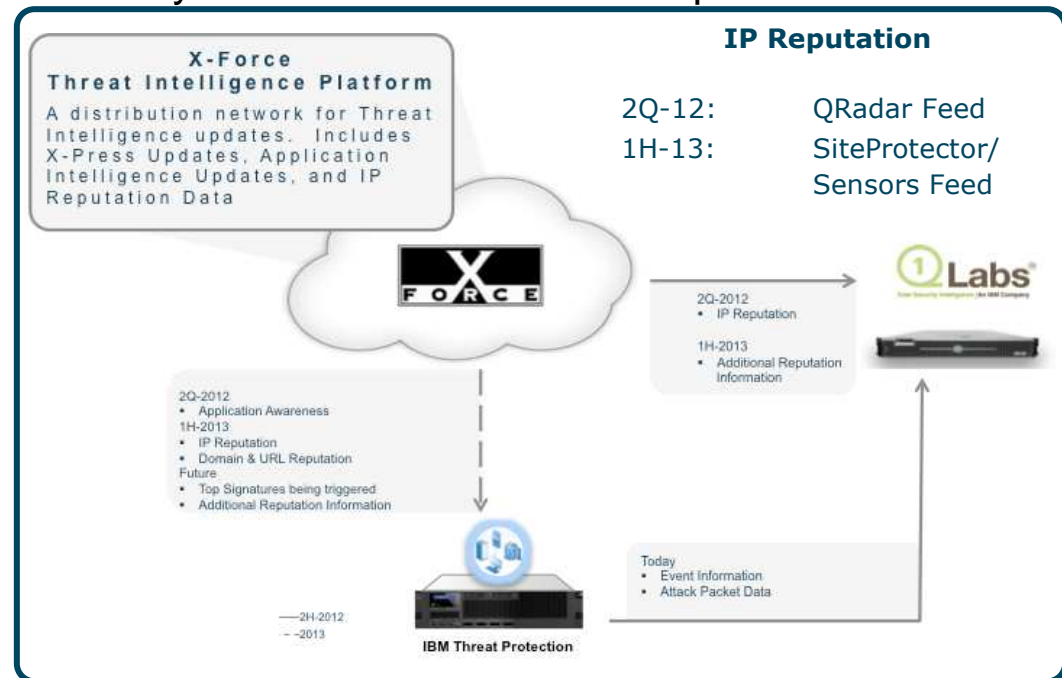 X-Force
Threat Intelligence Platform
A distribution network for Threat
Intelligence updates. Includes
X-Press Updates, Application
Intelligence Updates, and IP
Reputation Data
IP Reputation
2Q-12: QRadar Feed
1H-13: SiteProtector/
Sensors Feed
X
FORCE
1 Labs
2Q-2012
▪ IP Reputation
1H-2013
▪ Additional Reputation
Information
2Q-2012
▪ Application Awareness
1H-2013
▪ IP Reputation
▪ Domain & URL Reputation
Future
▪ Top Signatures being triggered
▪ Additional Reputation Information
Today
▪ Event Information
▪ Attack Packet Data
2H-2012
2013
IBM Threat Protection